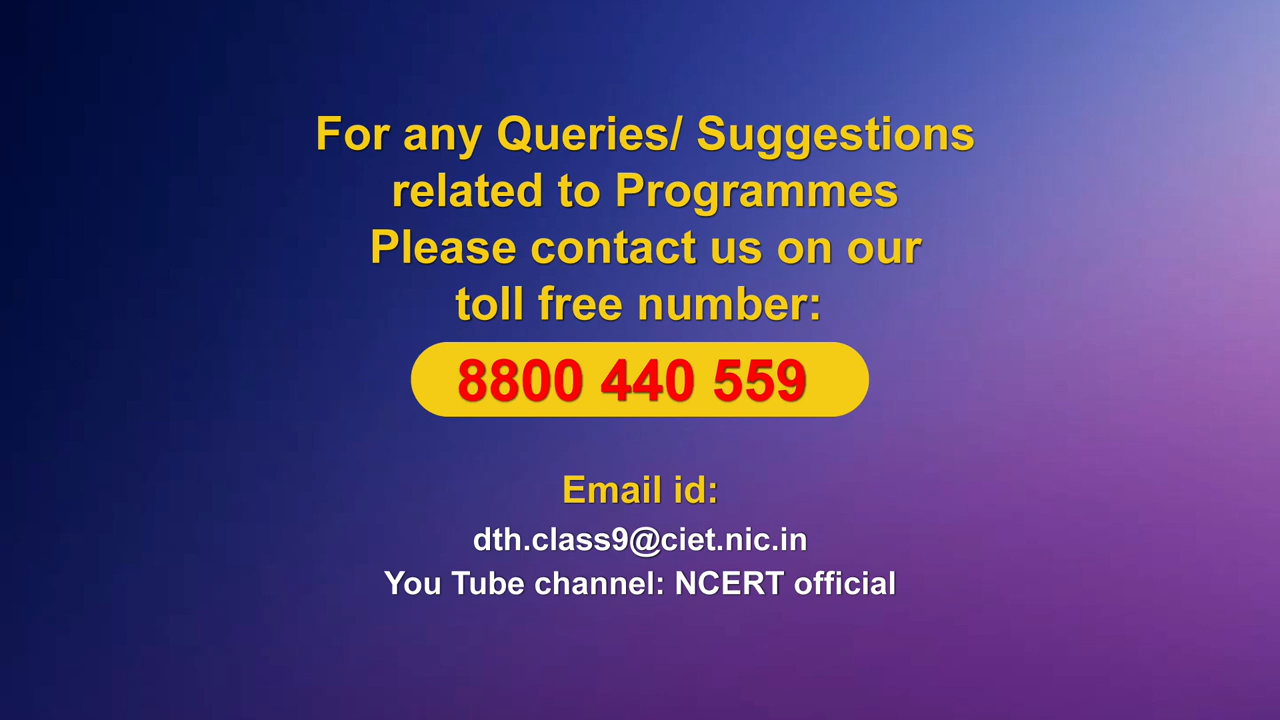 For any Queries/ Suggestions
related to Programmes
Please contact us on our
toll free number:
8800 440 559
Email id:
dth.class9@ciet.nic.in
You Tube channel: NCERT official